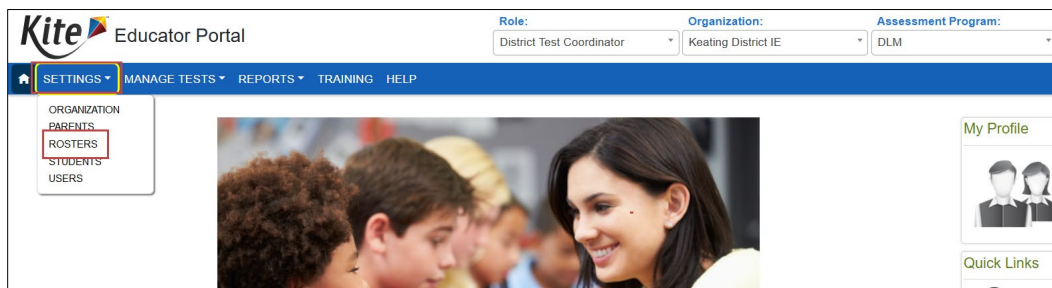 Kite Educator Portal
Role:
District Test Coordinator
Organization:
Keating District IE
Assessment Program:
DLM
SETTINGS MANAGE TESTS REPORTS TRAINING HELP
ORGANIZATION
PARENTS
ROSTERS
STUDENTS
USERS
My Profile
Quick Links